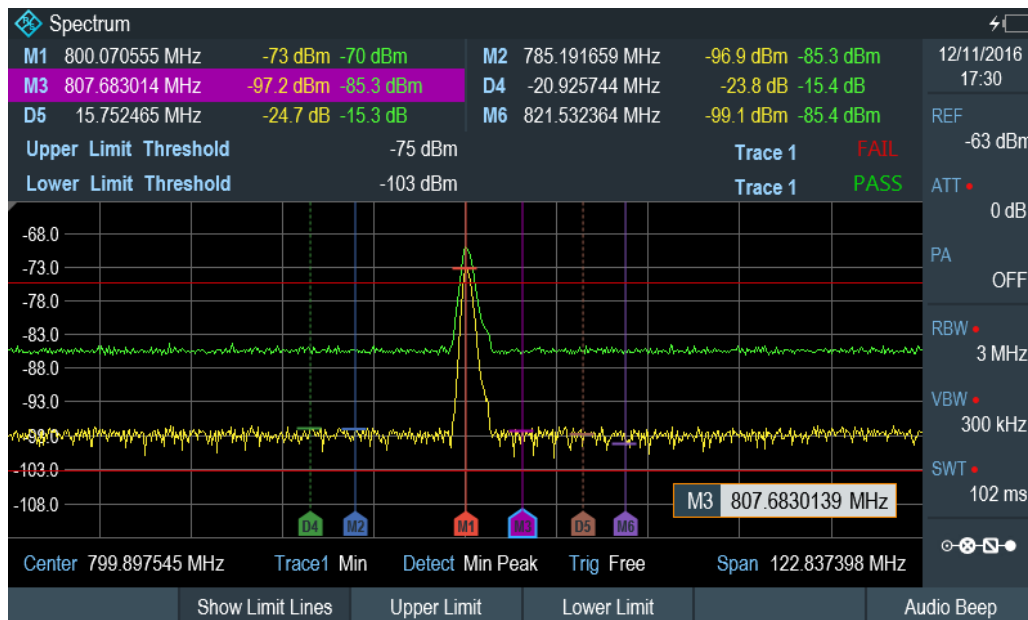 Spectrum
M1 800.070555 MHz -73 dBm -70 dBm M2 785.191659 MHz -96.9 dBm -85.3 dBm
M3 807.683014 MHz -97.2 dBm -85.3 dBm D4 -20.925744 MHz -23.8 dB -15.4 dB
D5 15.752465 MHz -24.7 dB -15.3 dB M6 821.532364 MHz -99.1 dBm -85.4 dBm
12/11/2016
17:30
Upper Limit Threshold -75 dBm Trace 1 FAIL
Lower Limit Threshold -103 dBm Trace 1 PASS
REF
-63 dBm
ATT
0 dB
PA
OFF
RBW
3 MHz
VBW
300 kHz
SWT
102 ms
-68.0
-73.0
-78.0
-83.0
-88.0
-93.0
-98.0
-103.0
-108.0
M3 807.6830139 MHz
D4 M2 M1 M3 D5 M6
Center 799.897545 MHz Trace1 Min Detect Min Peak Trig Free Span 122.837398 MHz
Show Limit Lines Upper Limit Lower Limit Audio Beep